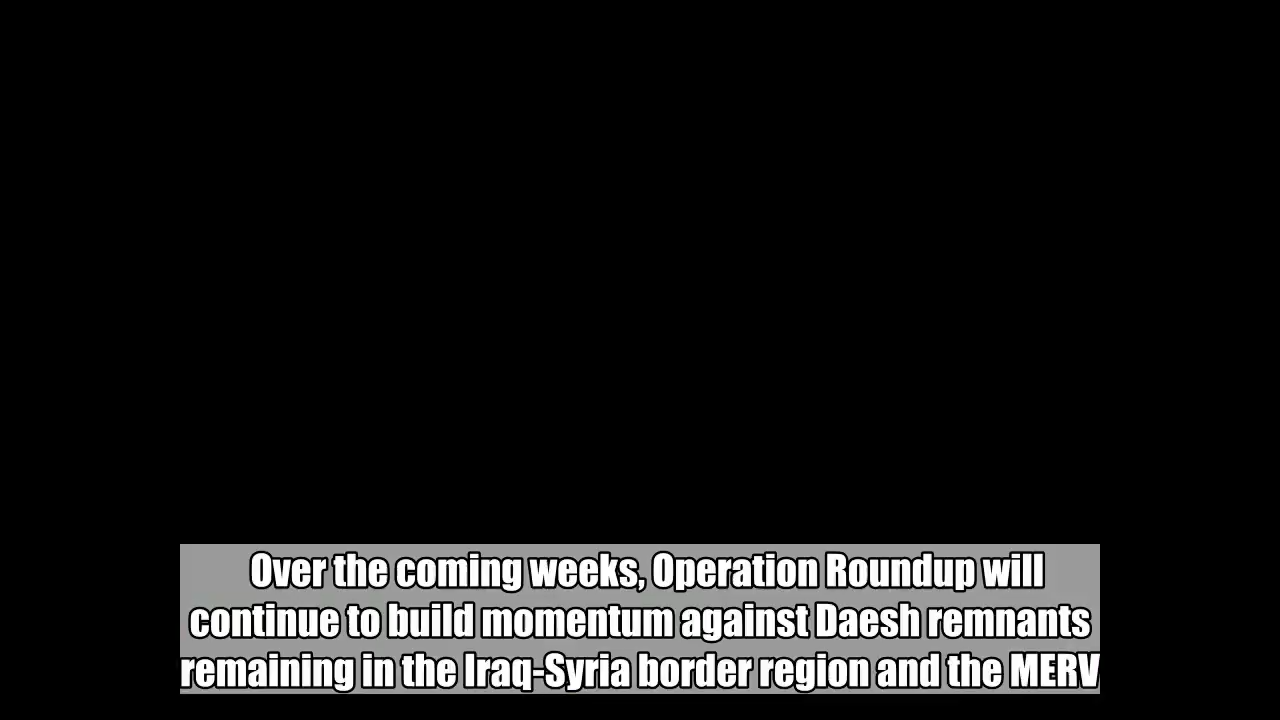 Over the coming weeks, Operation Roundup will
continue to build momentum against Daesh remnants
remaining in the Iraq-Syria border region and the MERV